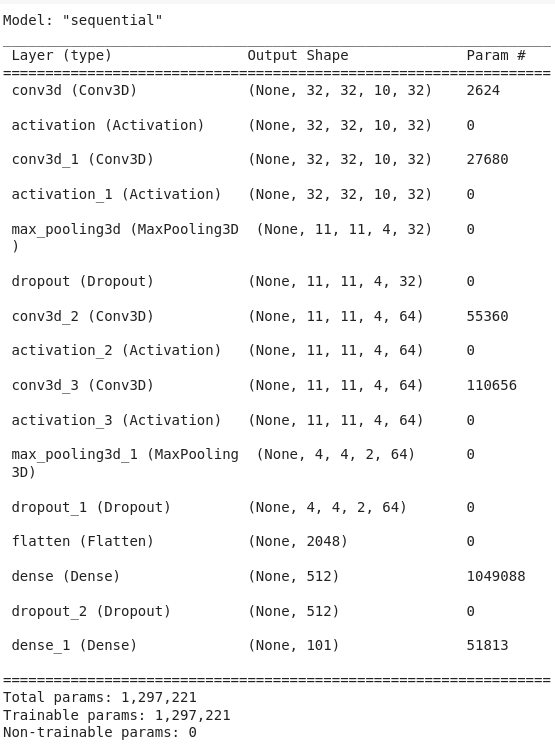 Model: "sequential"
_________________________________________________________________
Layer (type) Output Shape Param #
=================================================================
conv3d (Conv3D) (None, 32, 32, 10, 32) 2624
activation (Activation) (None, 32, 32, 10, 32) 0
conv3d_1 (Conv3D) (None, 32, 32, 10, 32) 27680
activation_1 (Activation) (None, 32, 32, 10, 32) 0
max_pooling3d (MaxPooling3D (None, 11, 11, 4, 32) 0
)
dropout (Dropout) (None, 11, 11, 4, 32) 0
conv3d_2 (Conv3D) (None, 11, 11, 4, 64) 55360
activation_2 (Activation) (None, 11, 11, 4, 64) 0
conv3d_3 (Conv3D) (None, 11, 11, 4, 64) 110656
activation_3 (Activation) (None, 11, 11, 4, 64) 0
max_pooling3d_1 (MaxPooling (None, 4, 4, 2, 64) 0
3D)
dropout_1 (Dropout) (None, 4, 4, 2, 64) 0
flatten (Flatten) (None, 2048) 0
dense (Dense) (None, 512) 1049088
dropout_2 (Dropout) (None, 512) 0
dense_1 (Dense) (None, 101) 51813
=================================================================
Total params: 1,297,221
Trainable params: 1,297,221
Non-trainable params: 0